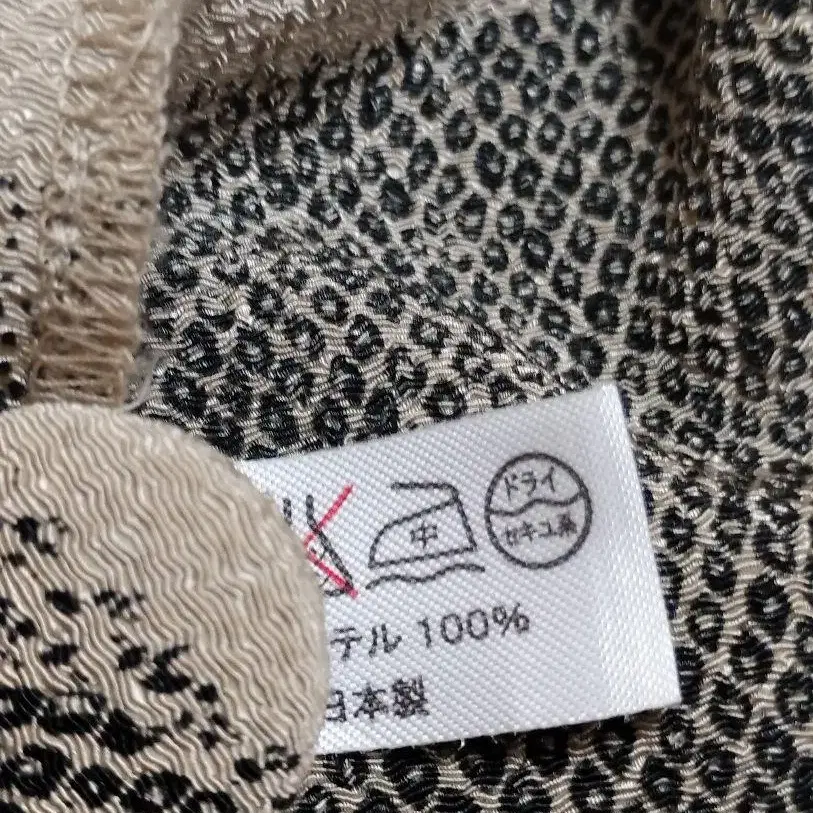 中
ドライ
セキユ系
テル 100%
日本製